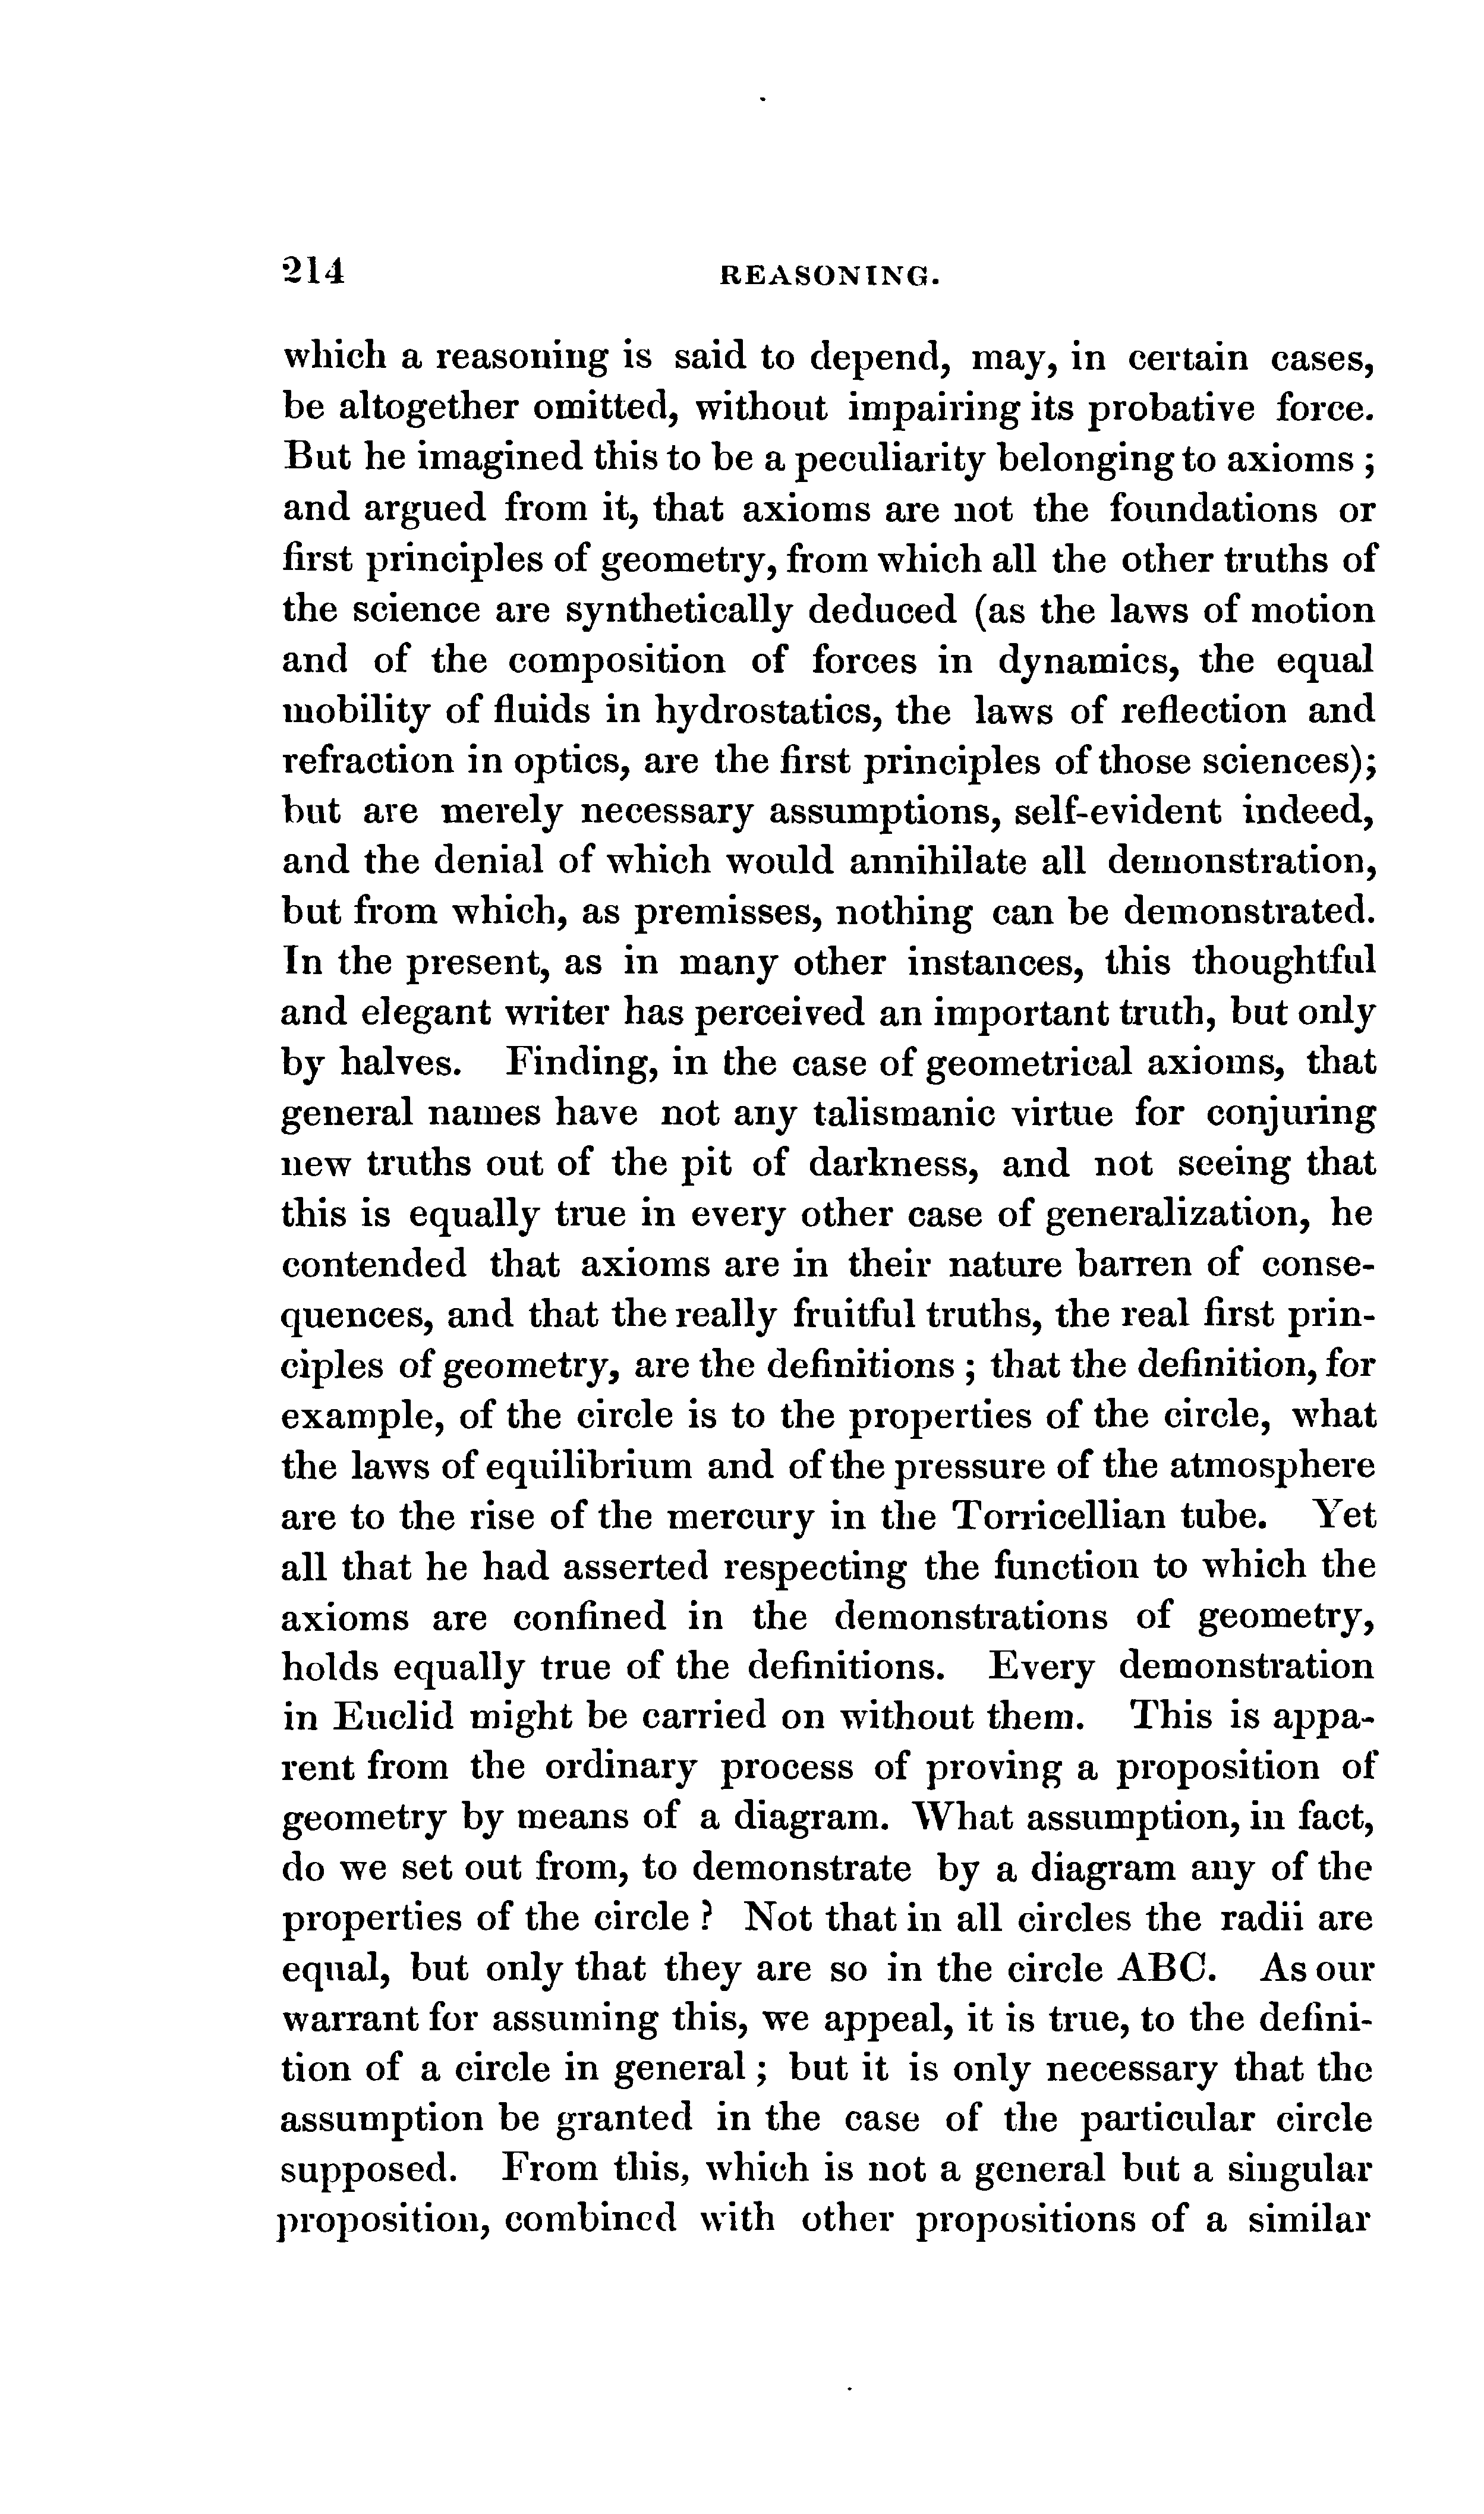 214 REASONING.
which a reasoning is said to depend, may, in certain cases,
be altogether omitted, without impairing its probative force.
But he imagined this to be a peculiarity belonging to axioms ;
and argued from it, that axioms are not the foundations or
first principles of geometry, from which all the other truths of
the science are synthetically deduced (as the laws of motion
and of the composition of forces in dynamics, the equal
mobility of fluids in hydrostatics, the laws of reflection and
refraction in optics, are the first principles of those sciences);
but are merely necessary assumptions, self-evident indeed,
and the denial of which would annihilate all demonstration,
but from which, as premisses, nothing can be demonstrated.
In the present, as in many other instances, this thoughtful
and elegant writer has perceived an important truth, but only
by halves. Finding, in the case of geometrical axioms, that
general names have not any talismanic virtue for conjuring
new truths out of the pit of darkness, and not seeing that
this is equally true in every other case of generalization, he
contended that axioms are in their nature barren of conse-
quences, and that the really fruitful truths, the real first prin-
ciples of geometry, are the definitions ; that the definition, for
example, of the circle is to the properties of the circle, what
the laws of equilibrium and of the pressure of the atmosphere
are to the rise of the mercury in the Torricellian tube. Yet
all that he had asserted respecting the function to which the
axioms are confined in the demonstrations of geometry,
holds equally true of the definitions. Every demonstration
in Euclid might be carried on without them. This is appa-
rent from the ordinary process of proving a proposition of
geometry by means of a diagram. What assumption, in fact,
do we set out from, to demonstrate by a diagram any of the
properties of the circle ? Not that in all circles the radii are
equal, but only that they are so in the circle ABC. As our
warrant for assuming this, we appeal, it is true, to the defini-
tion of a circle in general ; but it is only necessary that the
assumption be granted in the case of the particular circle
supposed. From this, which is not a general but a singular
proposition, combined with other propositions of a similar